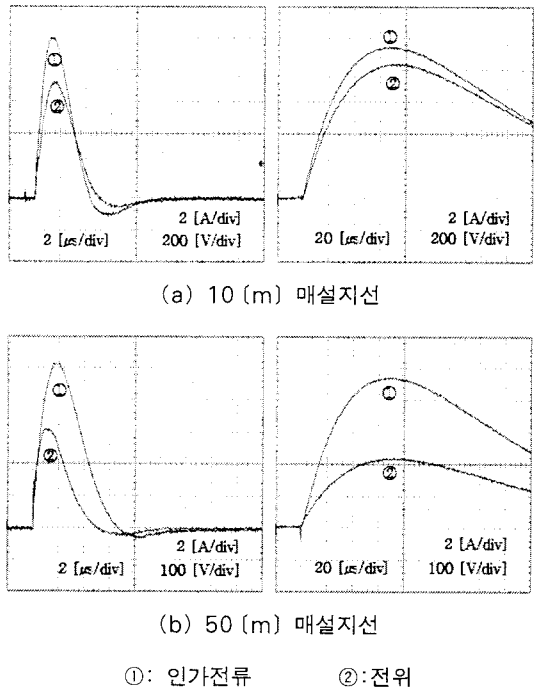 ①
②
2 [A/div]
2 [㎲/div] 200 [V/div]
①
②
2 [A/div]
20 [㎲/div] 200 [V/div]
(a) 10 [m] 매설지선
①
②
2 [A/div]
2 [㎲/div] 100 [V/div]
①
②
2 [A/div]
20 [㎲/div] 100 [V/div]
(b) 50 [m] 매설지선
①: 인가전류 ②:전위